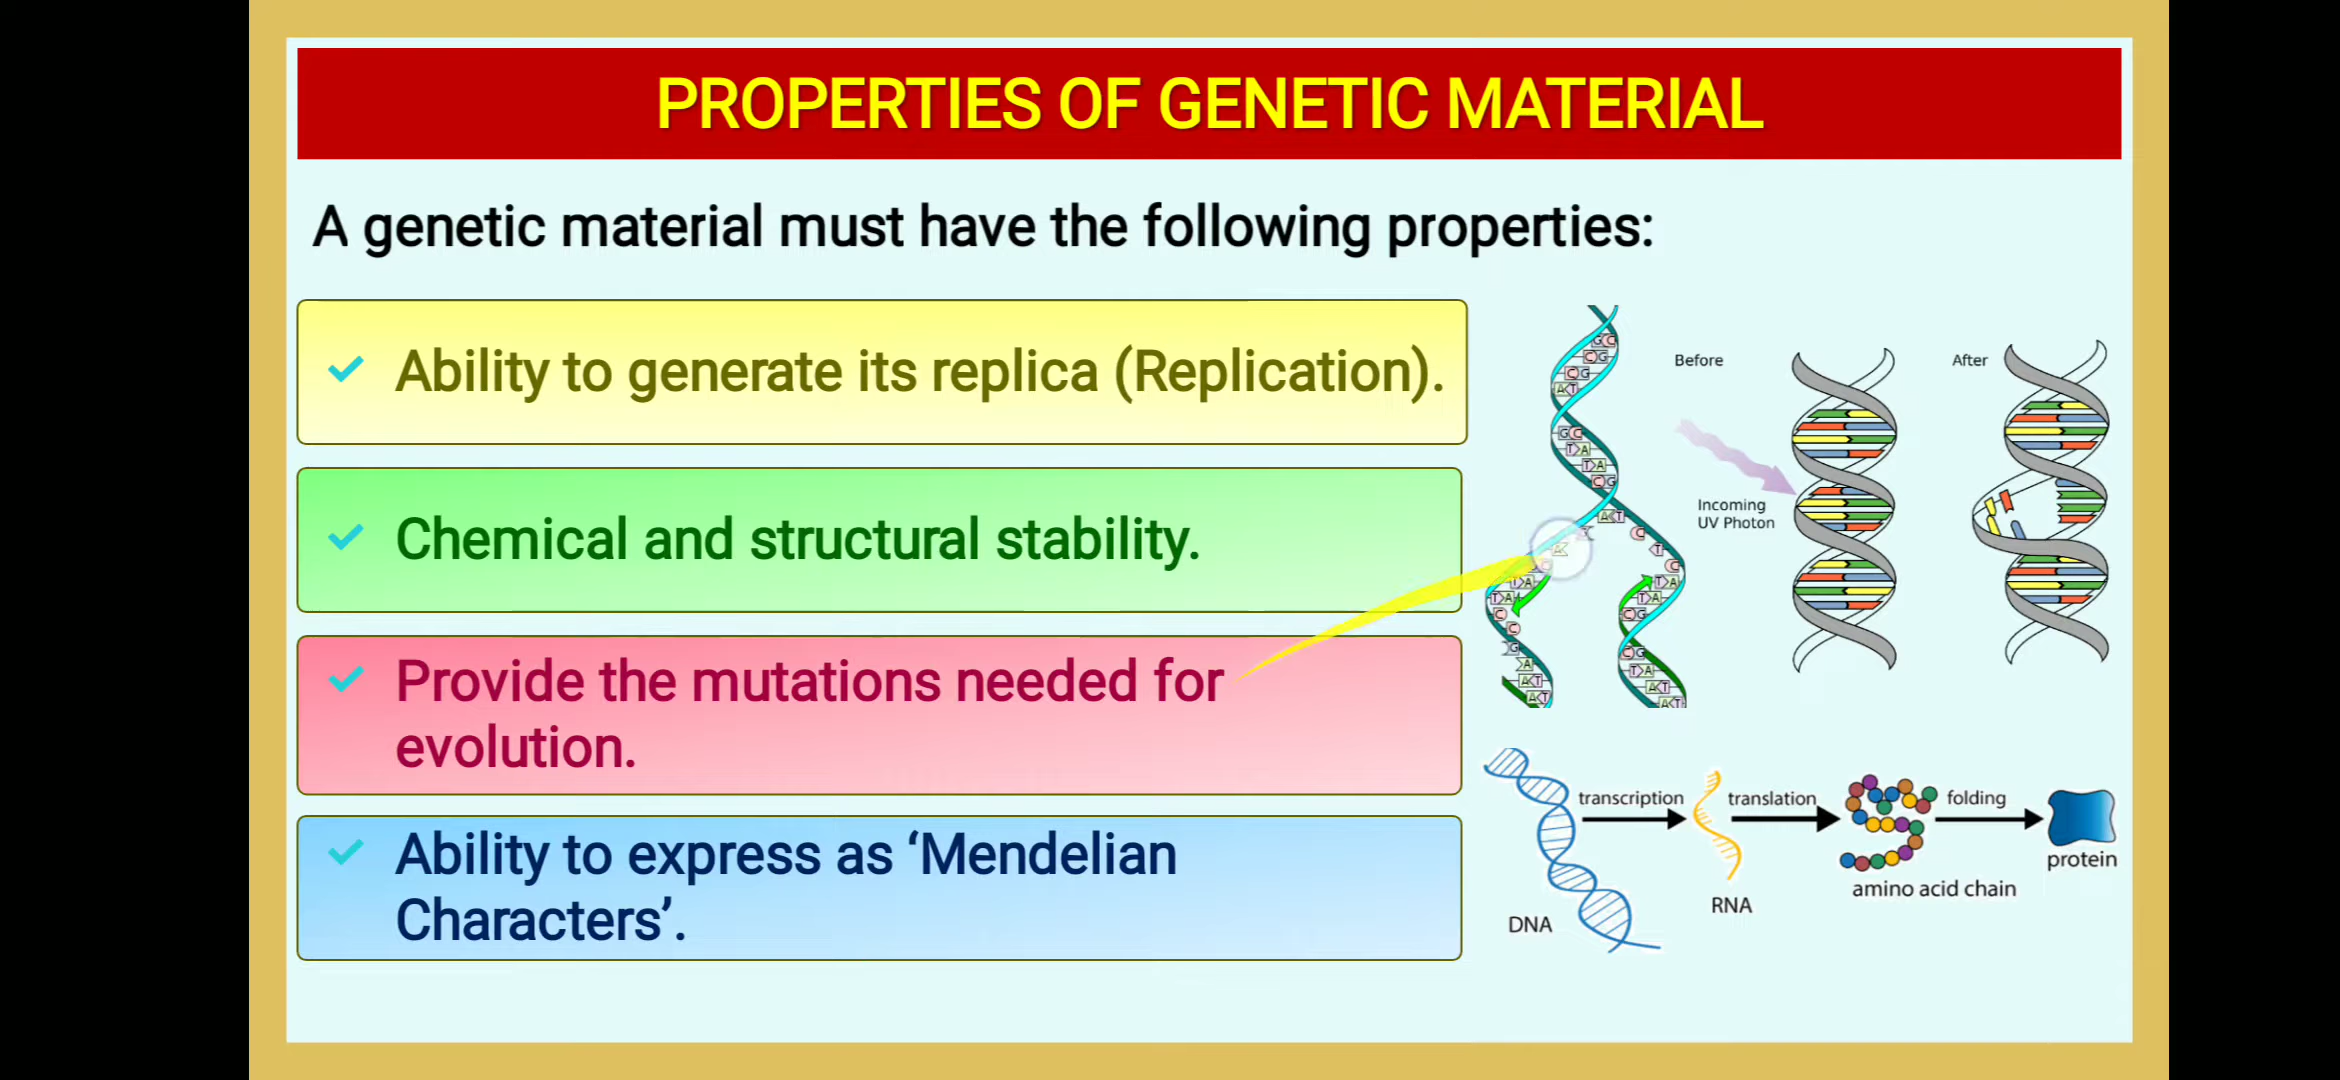 PROPERTIES OF GENETIC MATERIAL
A genetic material must have the following properties:
Ability to generate its replica (Replication).
Chemical and structural stability.
Provide the mutations needed for
evolution.
Ability to express as ‘Mendelian
Characters’.
Before
After
Incoming
UV Photon
transcription
translation
folding
DNA
RNA
amino acid chain
protein